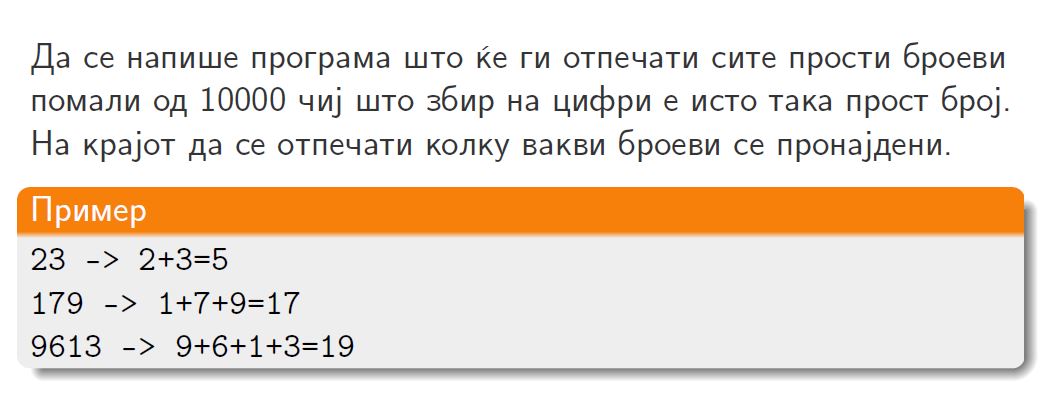 Да се напише програма што ќе ги отпечати сите прости броеви
помали од 10000 чиј што збир на цифри е исто така прост број.
На крајот да се отпечати колку вакви броеви се пронајдени.
Пример
23 -> 2+3=5
179 -> 1+7+9=17
9613 -> 9+6+1+3=19